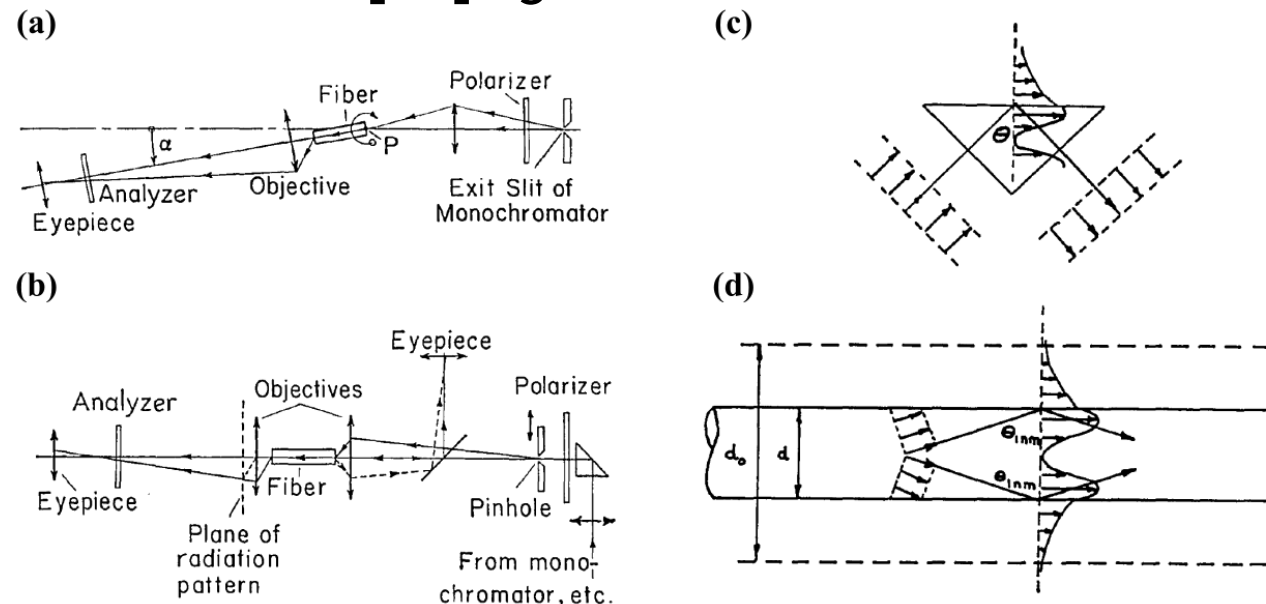 (a)
Polarizer
Fiber
P
α
Analyzer
Objective
Exit Slit of
Monochromator
Eyepiece
(b)
Eyepiece
Objectives
Polarizer
Analyzer
Eyepiece
Fiber
Pinhole
Plane of
radiation
pattern
From mono-
chromator, etc.
(c)
Θ
(d)
d₀
d
Θ₁ₙₘ
Θ₁ₙₘ